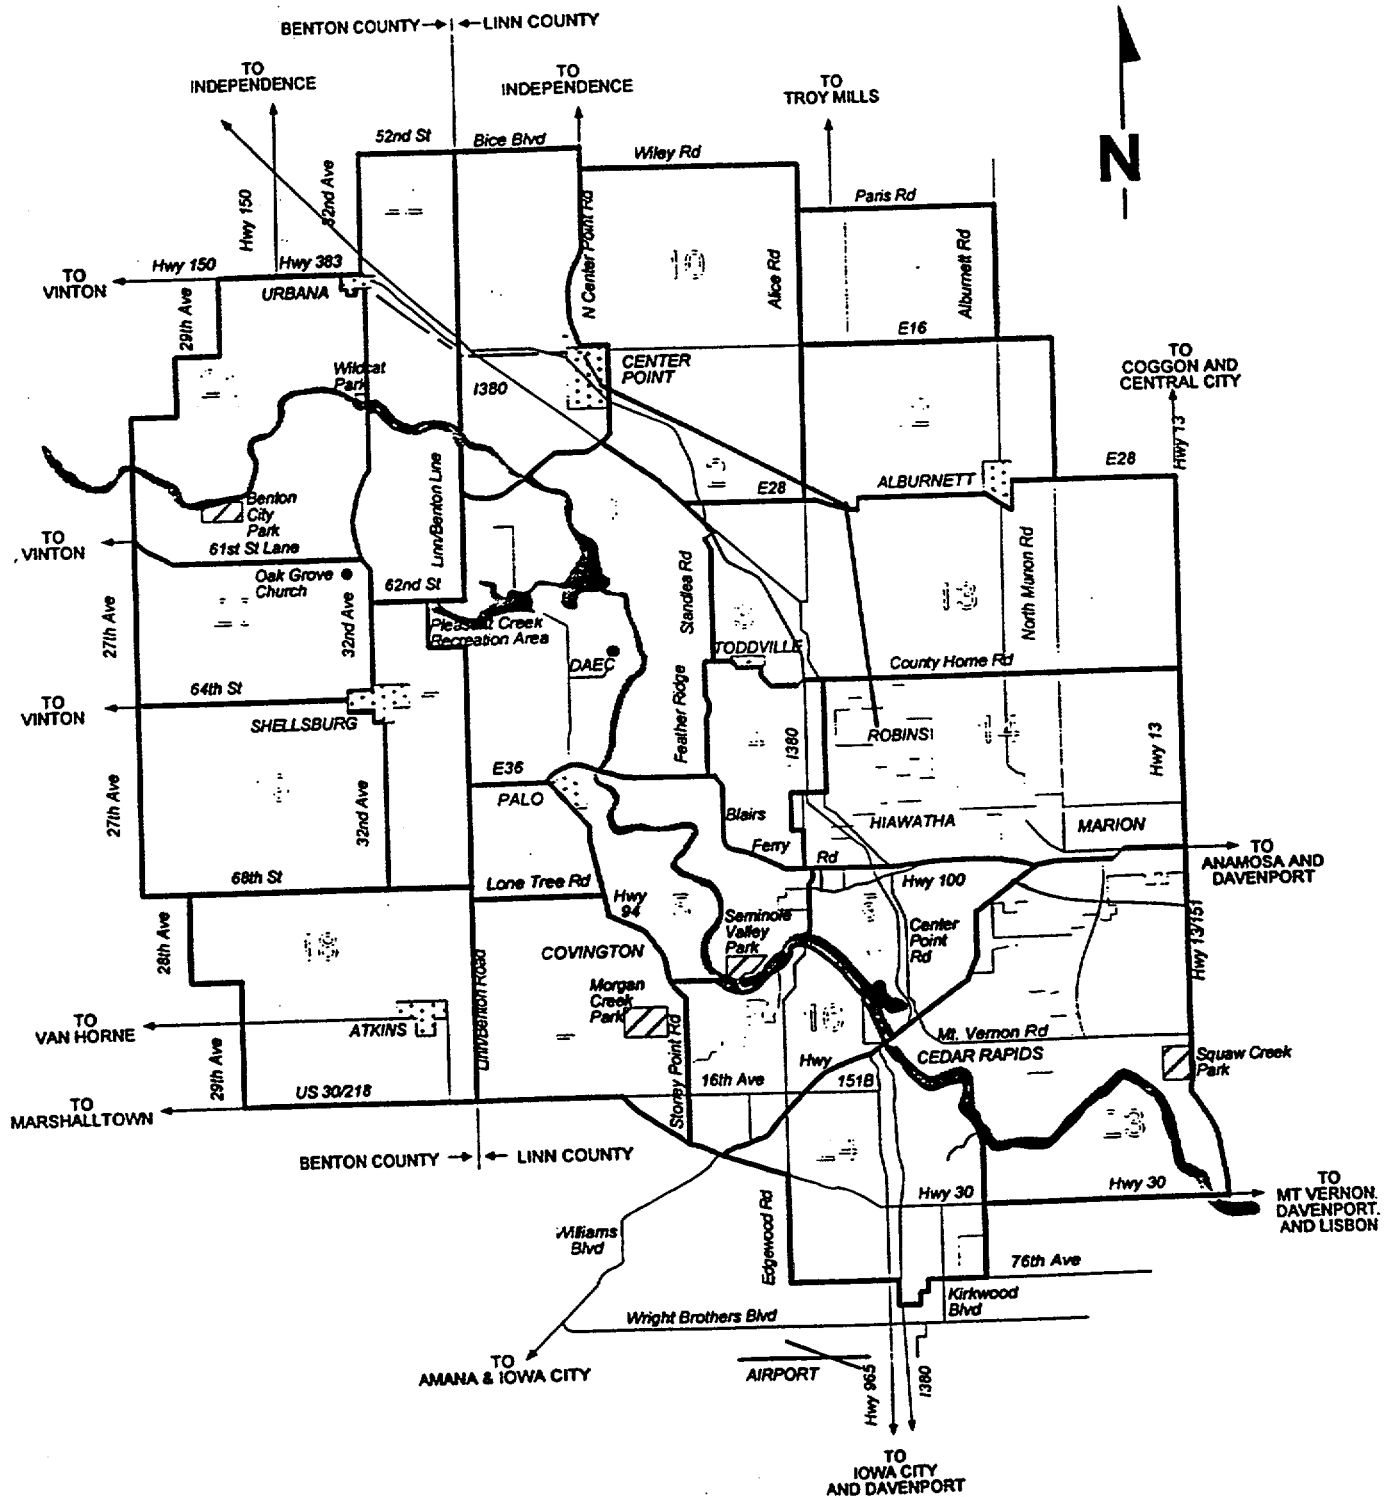 BENTON COUNTY
LINN COUNTY
TO
INDEPENDENCE
TO
INDEPENDENCE
TO
TROY MILLS
N
52nd St
Bice Blvd
Wiley Rd
Paris Rd
Hwy 150
32nd Ave
N Center Point Rd
10
Alice Rd
Alburnett Rd
TO
VINTON
Hwy 150
Hwy 383
URBANA
29th Ave
E16
CENTER
POINT
Wildcat
Park
I380
TO
COGGON AND
CENTRAL CITY
Hwy 13
E28
E28
ALBURNETT
Benton
City
Park
Linn/Benton Line
TO
VINTON
61st St Lane
Oak Grove
Church
62nd St
27th Ave
32nd Ave
Pleasant Creek
Recreation Area
DAEC
Standlea Rd
TODDVILLE
13
North Marion Rd
County Home Rd
TO
VINTON
64th St
SHELLSBURG
Feather Ridge
I380
ROBINS
14
Hwy 13
27th Ave
32nd Ave
E36
PALO
Blairs
Ferry
Rd
HIAWATHA
MARION
TO
ANAMOSA AND
DAVENPORT
68th St
Lone Tree Rd
Hwy
94
Hwy 100
Seminole
Valley
Park
Center
Point
Rd
Hwy 13/151
28th Ave
18
COVINGTON
Linn/Benton Road
Morgan
Creek
Park
16
TO
VAN HORNE
ATKINS
Stoney Point Rd
Mt. Vernon Rd
CEDAR RAPIDS
Squaw Creek
Park
29th Ave
US 30/218
16th Ave
Hwy
151B
TO
MARSHALLTOWN
23
BENTON COUNTY
LINN COUNTY
Hwy 30
Hwy 30
TO
MT VERNON.
DAVENPORT.
AND LISBON
Williams
Blvd
Edgewood Rd
76th Ave
Kirkwood
Blvd
Wright Brothers Blvd
TO
AMANA & IOWA CITY
AIRPORT
Hwy 965
I380
TO
IOWA CITY
AND DAVENPORT